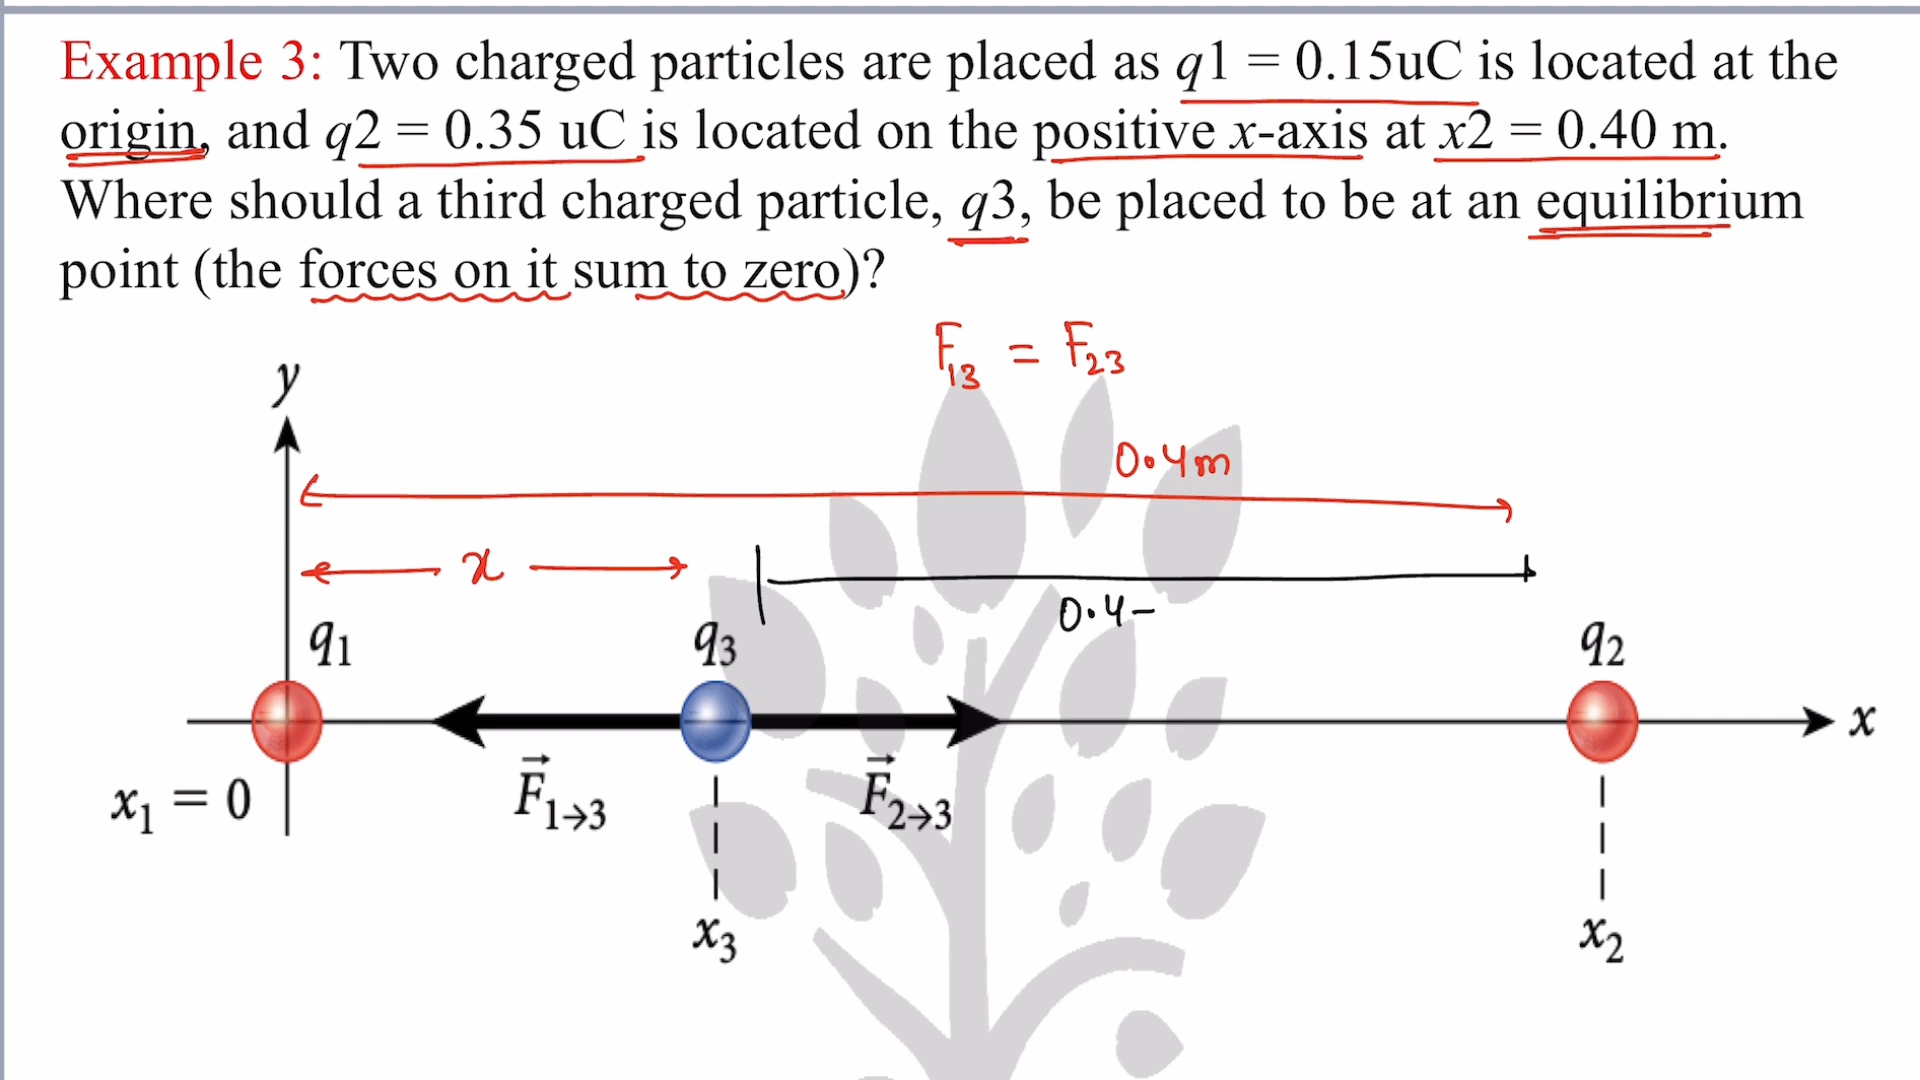 Example 3: Two charged particles are placed as q1 = 0.15uC is located at the
origin, and q2 = 0.35 uC is located on the positive x-axis at x2 = 0.40 m.
Where should a third charged particle, q3, be placed to be at an equilibrium
point (the forces on it sum to zero)?
F13 = F23
y
0.4m
x
0.4-
q1
q3
q2
x
x1 = 0
F⃗1→3
F⃗2→3
x3
x2